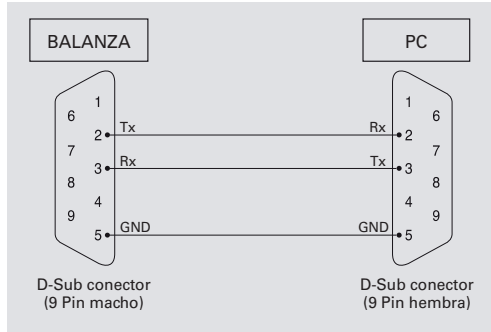 BALANZA
PC
1
6
2
Tx
7
3
Rx
8
4
9
5
GND
1
6
Rx
2
7
Tx
3
8
4
9
GND
5
D-Sub conector
(9 Pin macho)
D-Sub conector
(9 Pin hembra)